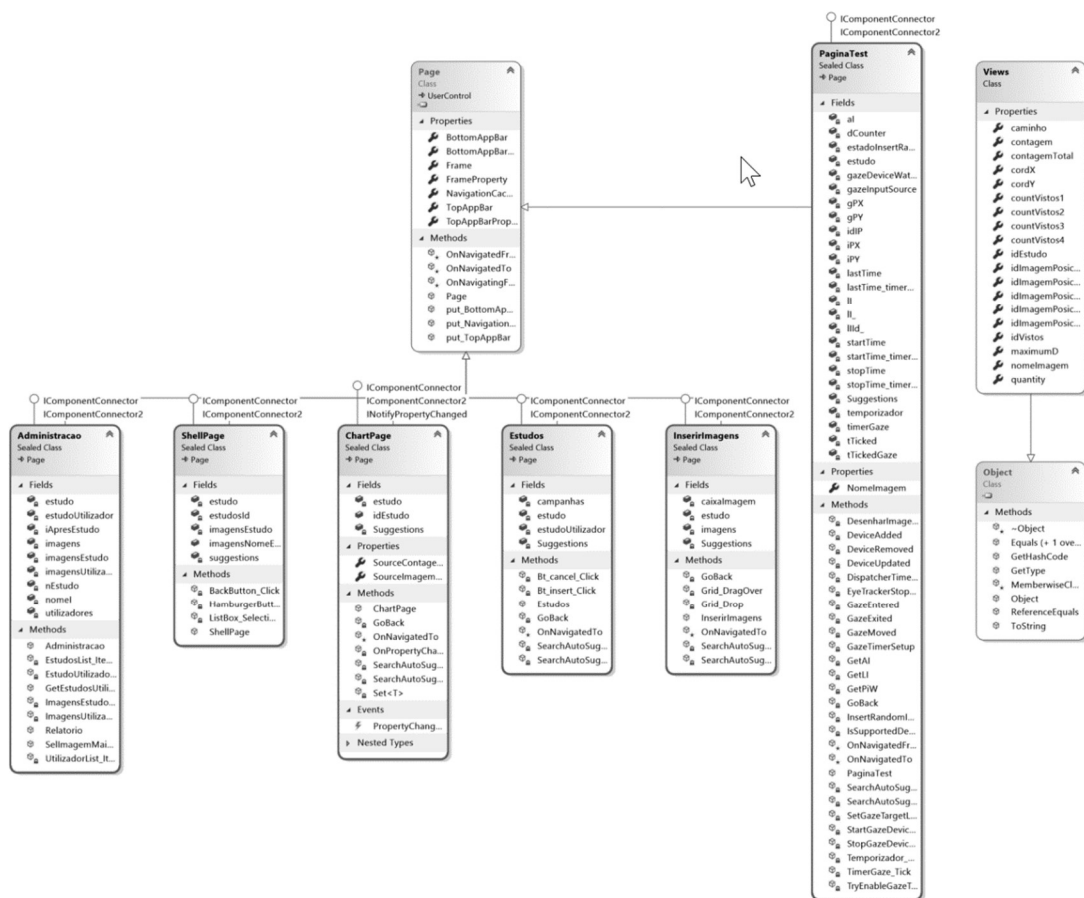 IComponentConnector
IComponentConnector2
PaginaTest
Sealed Class
Page
Fields
aI
dCounter
estadoInsertRa...
estudo
gazeDeviceWat...
gazeInputSource
gPX
gPY
idIP
iPX
iPY
lastTime
lastTime_timer...
startTime
startTime_timer...
stopTime
stopTime_timer...
Suggestions
temporizador
timerGaze
tTicked
tTickedGaze
Properties
NomeImagem
Methods
DesenharImage...
DeviceAdded
DeviceRemoved
DeviceUpdated
DispatcherTime...
EyeTrackerStop...
GazeEntered
GazeExited
GazeMoved
GazeTimerSetup
GetAI
GetLI
GetPiW
GoBack
InsertRandomI...
IsSupportedDe...
OnNavigatedFr...
OnNavigatedTo
PaginaTest
SearchAutoSug...
SearchAutoSug...
SetGazeTargetL...
StartGazeDevic...
StopGazeDevic...
Temporizador_...
TimerGaze_Tick
TryEnableGazeT...
Page
Class
UserControl
Properties
BottomAppBar
BottomAppBar...
Frame
FrameProperty
NavigationCac...
TopAppBar
TopAppBarProp...
Methods
OnNavigatedFr...
OnNavigatedTo
OnNavigatingF...
Page
put_BottomAp...
put_Navigation...
put_TopAppBar
Views
Class
Properties
caminho
contagem
contagemTotal
cordX
cordY
countVistos1
countVistos2
countVistos3
countVistos4
idEstudo
idImagemPosic...
idImagemPosic...
idImagemPosic...
idImagemPosic...
idImagemPosic...
idVistos
maximumD
nomeImagem
quantity
Object
Class
Methods
~Object
Equals (+ 1 ove...
GetHashCode
GetType
MemberwiseCl...
Object
ReferenceEquals
ToString
IComponentConnector
IComponentConnector2
Administracao
Sealed Class
Page
Fields
estudo
estudoUtilizador
iApresEstudo
imagens
imagensEstudo
imagensUtiliza...
nEstudo
nomeI
utilizadores
Methods
Administracao
EstudosList_Ite...
EstudoUtilizado...
GetEstudosUtili...
ImagensEstudo...
ImagensUtiliza...
Relatorio
SelImagemMai...
UtilizadorList_It...
IComponentConnector
IComponentConnector2
ShellPage
Sealed Class
Page
Fields
estudo
estudosId
imagensEstudo
imagensNomeE...
suggestions
Methods
BackButton_Click
HamburgerButt...
ListBox_Selecti...
ShellPage
IComponentConnector
IComponentConnector2
INotifyPropertyChanged
ChartPage
Sealed Class
Page
Fields
estudo
idEstudo
Suggestions
Properties
SourceContage...
SourceImagem...
Methods
ChartPage
GoBack
OnNavigatedTo
OnPropertyCha...
SearchAutoSug...
SearchAutoSug...
Set<T>
Events
PropertyChang...
Nested Types
IComponentConnector
IComponentConnector2
Estudos
Sealed Class
Page
Fields
campanhas
estudo
estudoUtilizador
Suggestions
Methods
Bt_cancel_Click
Bt_insert_Click
Estudos
GoBack
OnNavigatedTo
SearchAutoSug...
SearchAutoSug...
IComponentConnector
IComponentConnector2
InserirImagens
Sealed Class
Page
Fields
caixaImagem
estudo
imagens
Suggestions
Methods
GoBack
Grid_DragOver
Grid_Drop
InserirImagens
OnNavigatedTo
SearchAutoSug...
SearchAutoSug...